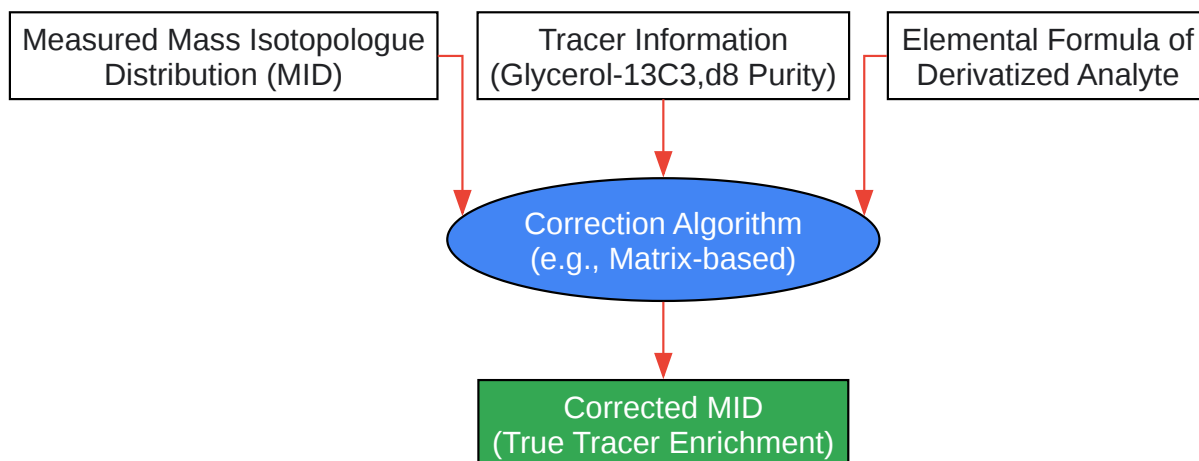 Measured Mass Isotopologue
Distribution (MID)
Tracer Information
(Glycerol-13C3,d8 Purity)
Elemental Formula of
Derivatized Analyte
Correction Algorithm
(e.g., Matrix-based)
Corrected MID
(True Tracer Enrichment)